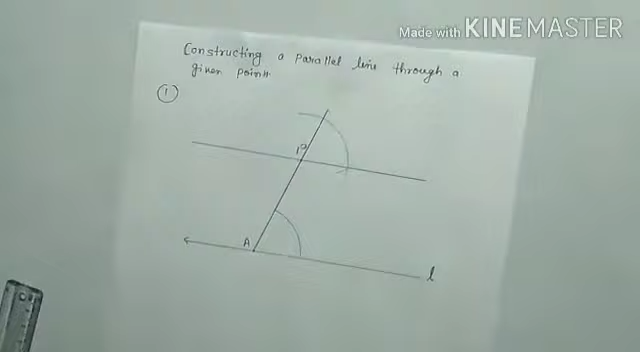 Made with KINEMASTER
Constructing a parallel line through a
given point.
1
P
A
l